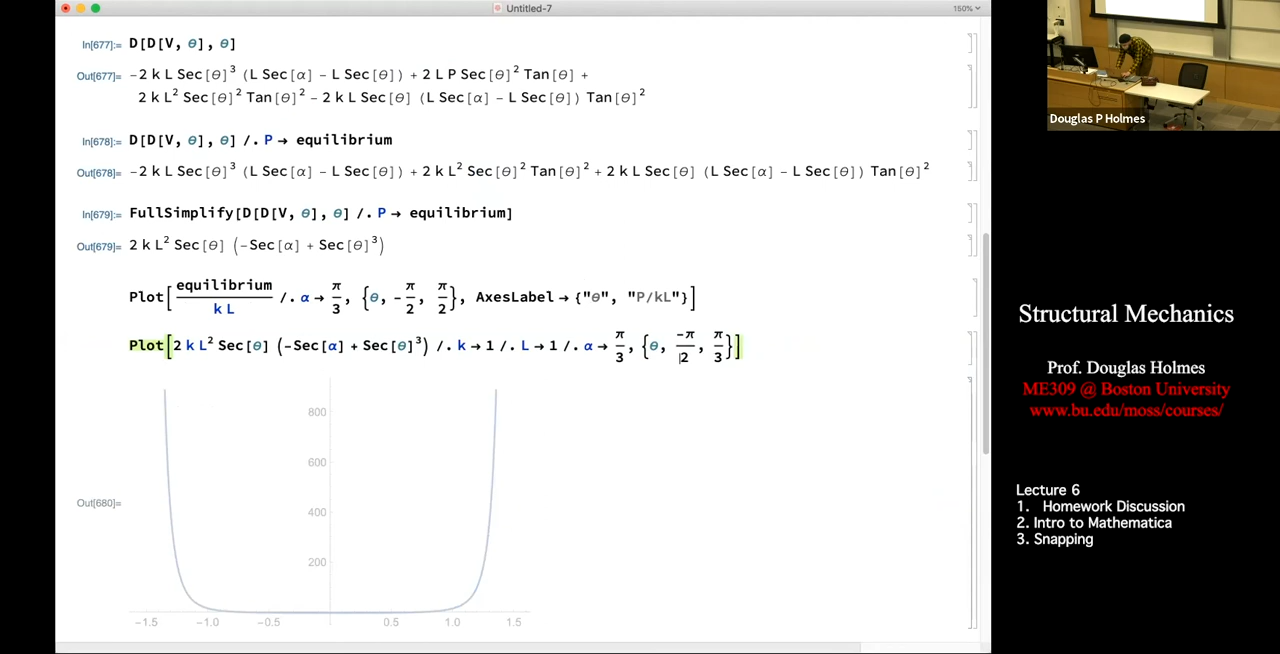 Untitled-7
150%
In[677]:= D[D[V, θ], θ]
Out[677]= -2 k L Sec[θ]³ (L Sec[α] - L Sec[θ]) + 2 L P Sec[θ]² Tan[θ] +
2 k L² Sec[θ]² Tan[θ]² - 2 k L Sec[θ] (L Sec[α] - L Sec[θ]) Tan[θ]²
In[678]:= D[D[V, θ], θ] /. P → equilibrium
Out[678]= -2 k L Sec[θ]³ (L Sec[α] - L Sec[θ]) + 2 k L² Sec[θ]² Tan[θ]² + 2 k L Sec[θ] (L Sec[α] - L Sec[θ]) Tan[θ]²
In[679]:= FullSimplify[D[D[V, θ], θ] /. P → equilibrium]
Out[679]= 2 k L² Sec[θ] (-Sec[α] + Sec[θ]³)
Plot[equilibrium/k L /. α → π/3, {θ, -π/2, π/2}, AxesLabel → {"θ", "P/kL"}]
Plot[2 k L² Sec[θ] (-Sec[α] + Sec[θ]³) /. k → 1 /. L → 1 /. α → π/3, {θ, -π/2, π/3}]
Out[680]=
800
600
400
200
-1.5 -1.0 -0.5 0.5 1.0 1.5
Douglas P Holmes
Structural Mechanics
Prof. Douglas Holmes
ME309 @ Boston University
www.bu.edu/moss/courses/
Lecture 6
1. Homework Discussion
2. Intro to Mathematica
3. Snapping